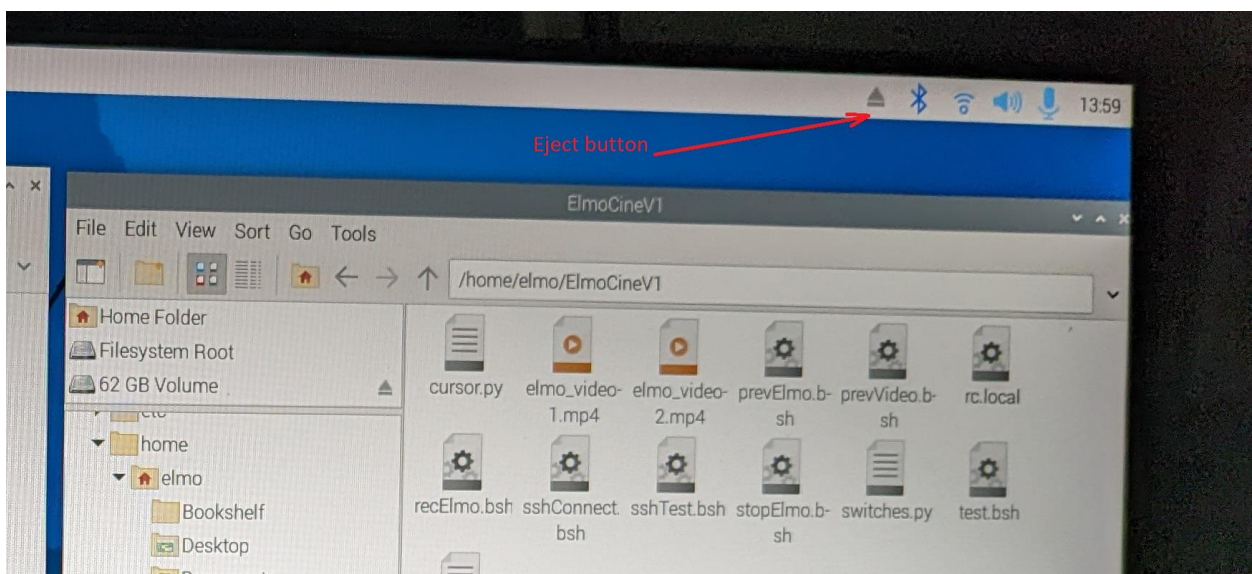 13:59
Eject button
ElmoCineV1
File Edit View Sort Go Tools
/home/elmo/ElmoCineV1
Home Folder
Filesystem Root
62 GB Volume
home
elmo
Bookshelf
Desktop
cursor.py
elmo_video-
1.mp4
elmo_video-
2.mp4
prevElmo.b-
sh
prevVideo.b-
sh
rc.local
recElmo.bsh
sshConnect.
bsh
sshTest.bsh
stopElmo.b-
sh
switches.py
test.bsh